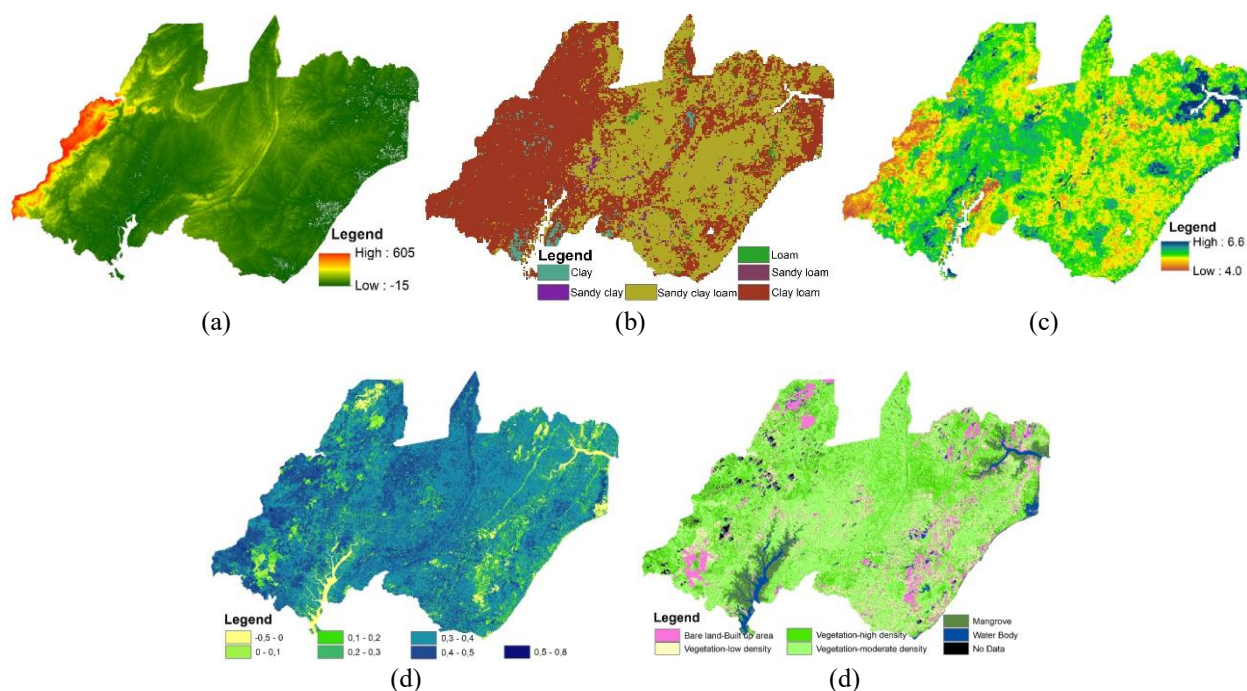 Legend
High : 605
Low : -15
(a)
Legend
Clay
Sandy clay
Sandy clay loam
Loam
Sandy loam
Clay loam
(b)
Legend
High : 6.6
Low : 4.0
(c)
Legend
-0,5 - 0
0 - 0,1
0,1 - 0,2
0,2 - 0,3
0,3 - 0,4
0,4 - 0,5
0,5 - 0,8
(d)
Legend
Bare land-Built up area
Vegetation-low density
Vegetation-high density
Vegetation-moderate density
Mangrove
Water Body
No Data
(d)